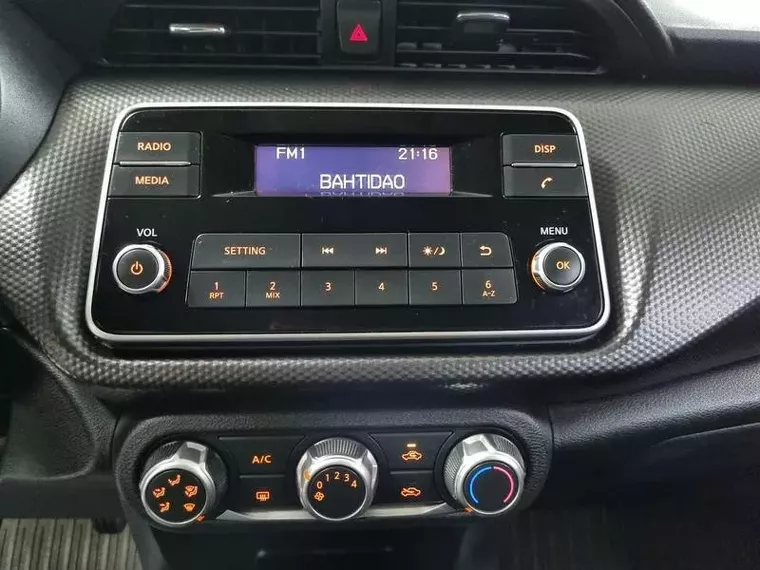 RADIO
FM1 21:16
DISP
MEDIA
BAHTIDAO
VOL
MENU
SETTING
OK
1 RPT
2 MIX
3
4
5
6 A-Z
A/C
0 1 2 3 4